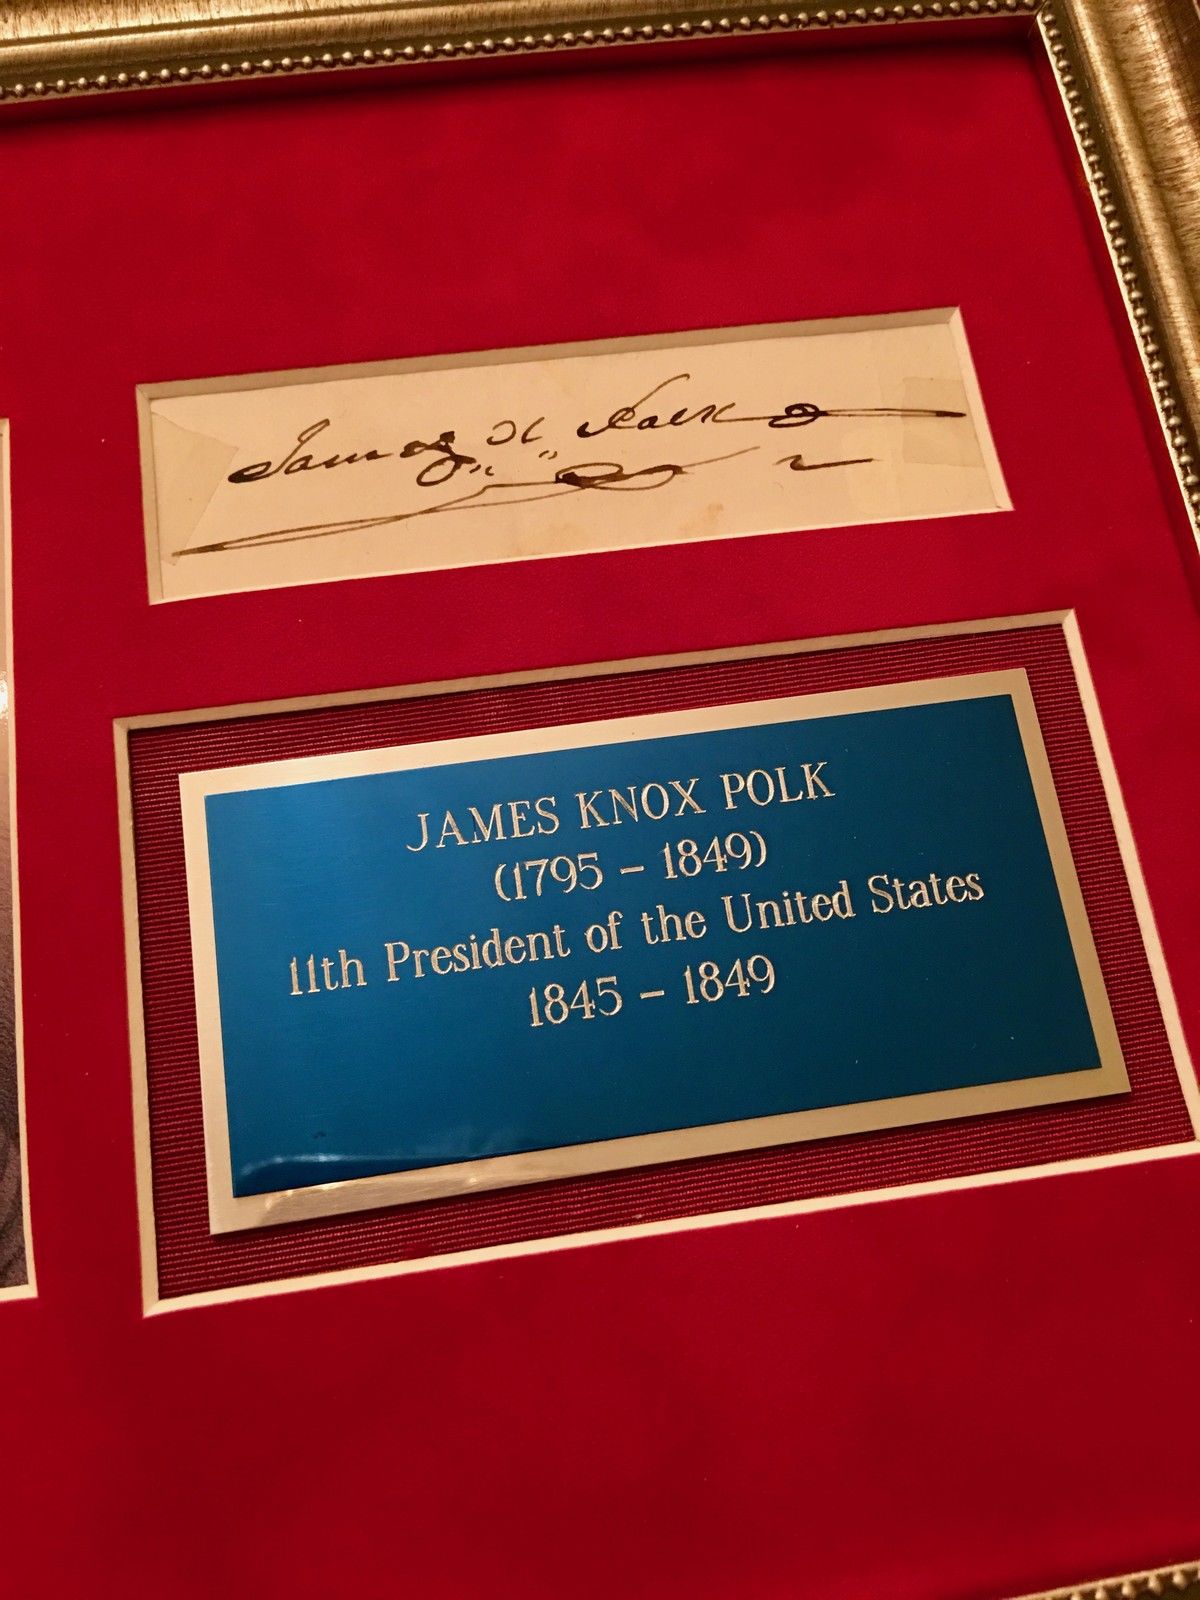 James K Polk
JAMES KNOX POLK
(1795 – 1849)
11th President of the United States
1845 – 1849